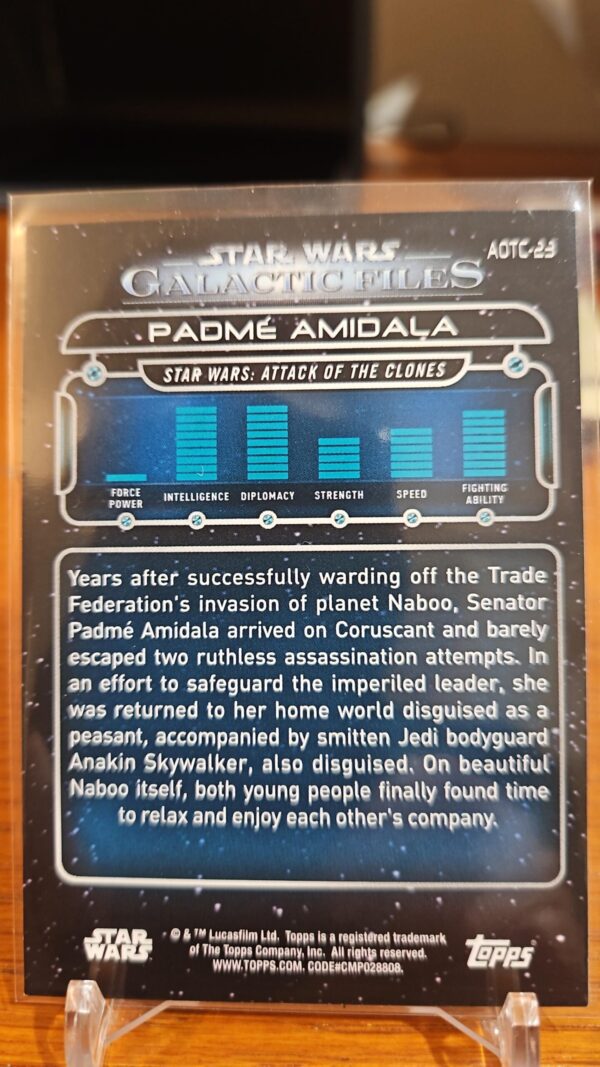 STAR WARS
AOTC-23
GALACTIC FILES
PADMÉ AMIDALA
STAR WARS: ATTACK OF THE CLONES
FORCE POWER
INTELLIGENCE
DIPLOMACY
STRENGTH
SPEED
FIGHTING ABILITY
Years after successfully warding off the Trade
Federation's invasion of planet Naboo, Senator
Padmé Amidala arrived on Coruscant and barely
escaped two ruthless assassination attempts. In
an effort to safeguard the imperiled leader, she
was returned to her home world disguised as a
peasant, accompanied by smitten Jedi bodyguard
Anakin Skywalker, also disguised. On beautiful
Naboo itself, both young people finally found time
to relax and enjoy each other's company.
STAR
WARS
© & ™ Lucasfilm Ltd. Topps is a registered trademark
of The Topps Company, Inc. All rights reserved.
WWW.TOPPS.COM. CODE#CMP028808.
topps